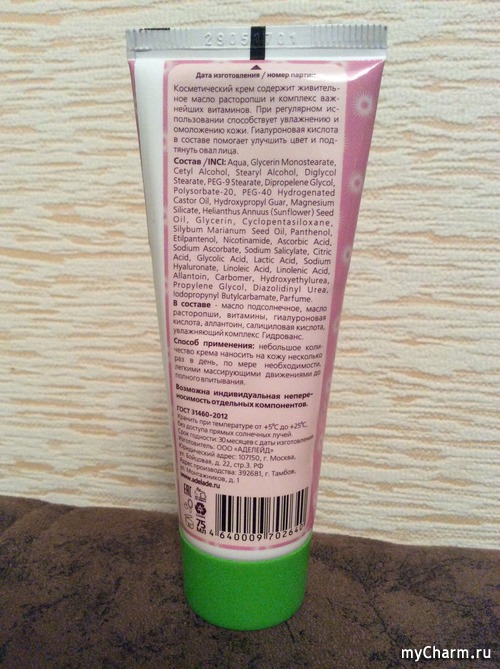 Дата изготовления / номер партии
Косметический крем содержит живитель-
ное масло расторопши и комплекс важ-
нейших витаминов. При регулярном ис-
пользовании способствует увлажнению и
омоложению кожи. Гиалуроновая кислота
в составе помогает улучшить цвет и под-
тянуть овал лица.
Состав /INCI: Aqua, Glycerin Monostearate,
Cetyl Alcohol, Stearyl Alcohol, Diglycol
Stearate, PEG-9 Stearate, Dipropelene Glycol,
Polysorbate-20, PEG-40 Hydrogenated
Castor Oil, Hydroxypropyl Guar, Magnesium
Silicate, Helianthus Annuus (Sunflower) Seed
Oil, Glycerin, Cyclopentasiloxane,
Silybum Marianum Seed Oil, Panthenol,
Etilpantenol, Nicotinamide, Ascorbic Acid,
Sodium Ascorbate, Sodium Salicylate, Citric
Acid, Glycolic Acid, Lactic Acid, Sodium
Hyaluronate, Linoleic Acid, Linolenic Acid,
Allantoin, Carbomer, Hydroxyethylurea,
Propylene Glycol, Diazolidinyl Urea,
Iodopropynyl Butylcarbamate, Parfume.
В составе - масло подсолнечное, масло
расторопши, витамины, гиалуроновая
кислота, аллантоин, салициловая кислота,
увлажняющий комплекс Гидрованс.
Способ применения: небольшое коли-
чество крема наносить на кожу несколько
раз в день, по мере необходимости,
легкими массирующими движениями до
полного впитывания.
Возможна индивидуальная непере-
носимость отдельных компонентов.
ГОСТ 31460-2012
Хранить при температуре от +5°C до +25°C,
без доступа прямых солнечных лучей.
Срок годности: 30 месяцев с даты изготовления
Изготовитель: ООО «АДЕЛЕЙД»
Юридический адрес: 107150, г. Москва,
ул. Бойцовая, д. 22, стр.3. РФ
Адрес производства: 392681, г. Тамбов,
ул. Монтажников, д. 1
www.adelade.ru
EAC
75
мл
4 640009 702640
myCharm.ru